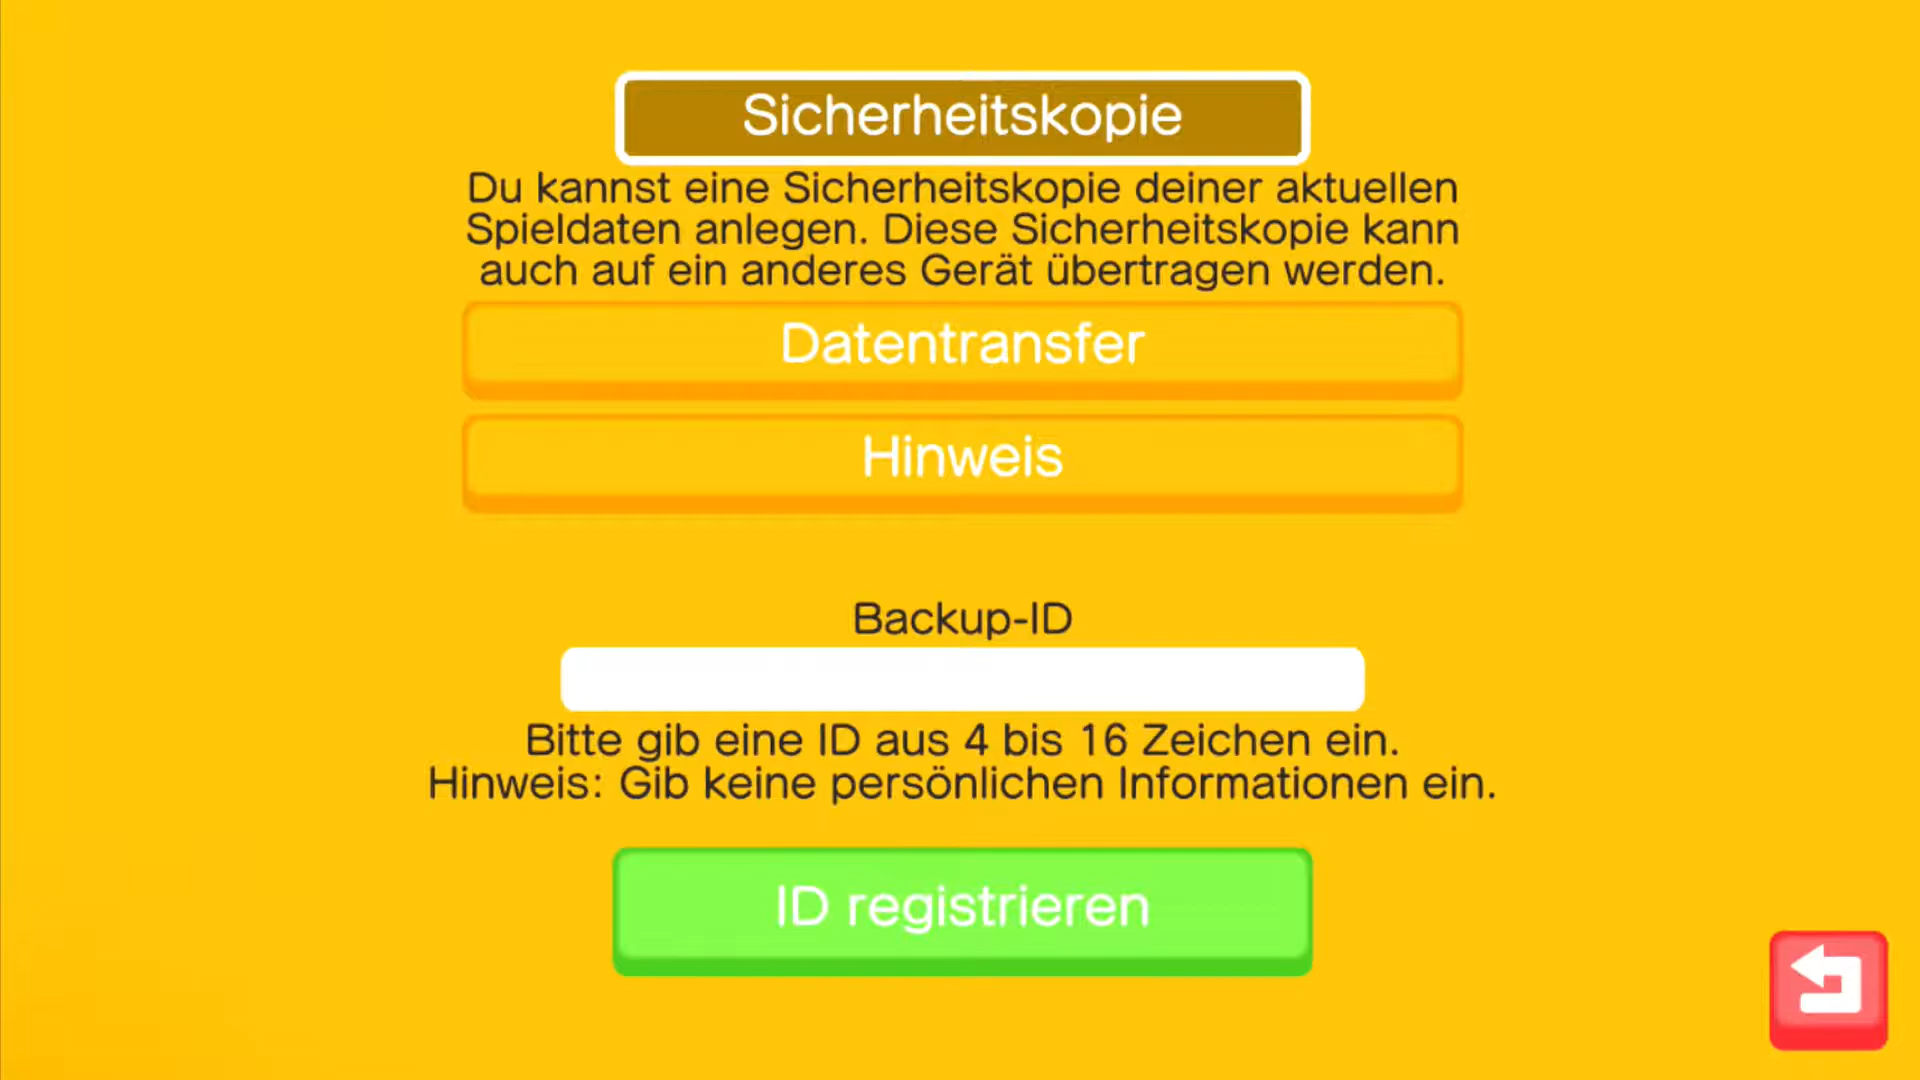 Sicherheitskopie
Du kannst eine Sicherheitskopie deiner aktuellen
Spieldaten anlegen. Diese Sicherheitskopie kann
auch auf ein anderes Gerät übertragen werden.
Datentransfer
Hinweis
Backup-ID
Bitte gib eine ID aus 4 bis 16 Zeichen ein.
Hinweis: Gib keine persönlichen Informationen ein.
ID registrieren